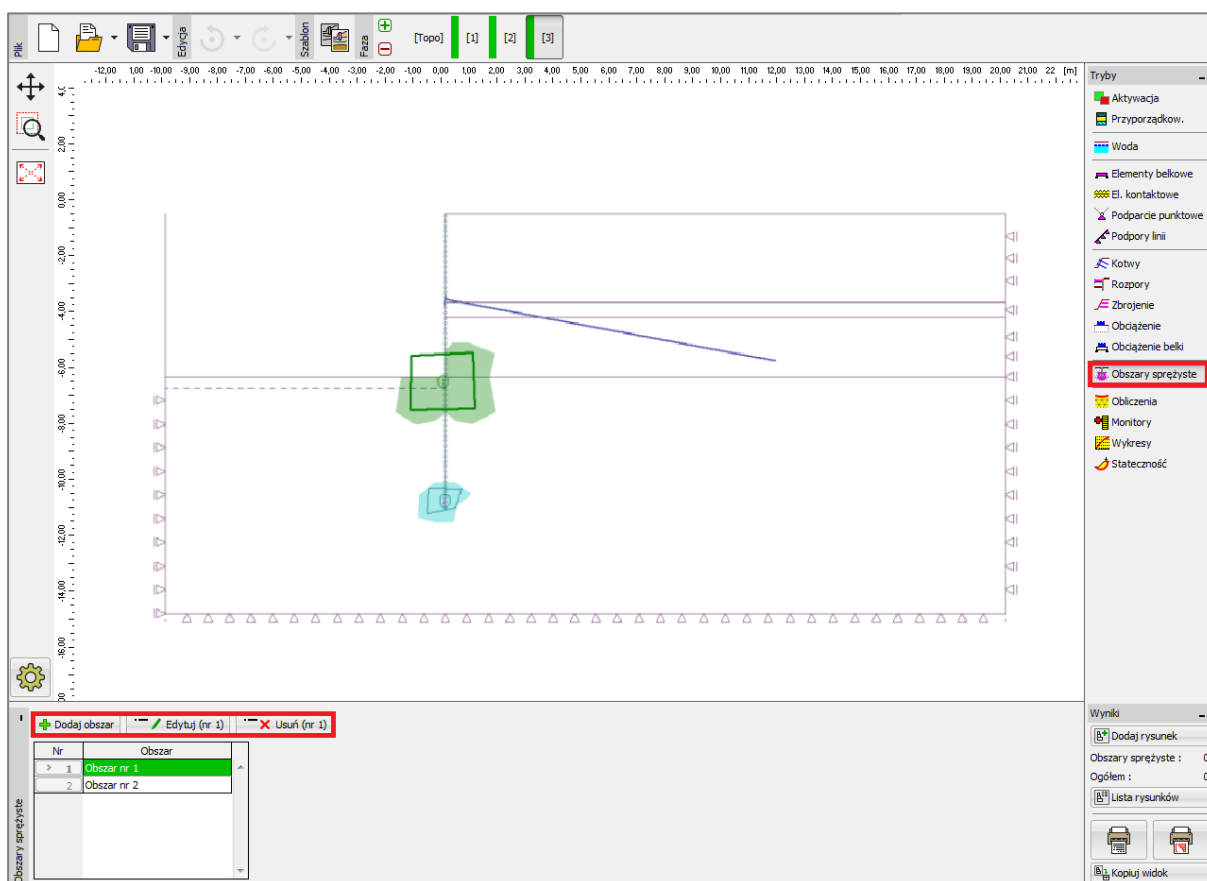 Plik
Edycja
Szablon
Faza
[Topo] [1] [2] [3]
-12,00 100 -10,00 -9,00 -8,00 -7,00 -6,00 -5,00 -4,00 -3,00 -2,00 -1,00 0,00 1,00 2,00 3,00 4,00 5,00 6,00 7,00 8,00 9,00 10,00 11,00 12,00 13,00 14,00 15,00 16,00 17,00 18,00 19,00 20,00 21,00 22 [m]
2,00
0,00
-2,00
-4,00
-6,00
-8,00
-10,00
-12,00
-14,00
-16,00
Tryby
Aktywacja
Przyporządkow.
Woda
Elementy belkowe
El. kontaktowe
Podparcie punktowe
Podpory linii
Kotwy
Rozpory
Zbrojenie
Obciążenie
Obciążenie belki
Obszary sprężyste
Obliczenia
Monitory
Wykresy
Stateczność
Dodaj obszar Edytuj (nr 1) Usuń (nr 1)
Nr Obszar
> 1 Obszar nr 1
2 Obszar nr 2
Obszary sprężyste
Wyniki
Dodaj rysunek
Obszary sprężyste :
Ogółem :
Lista rysunków
Kopiuj widok